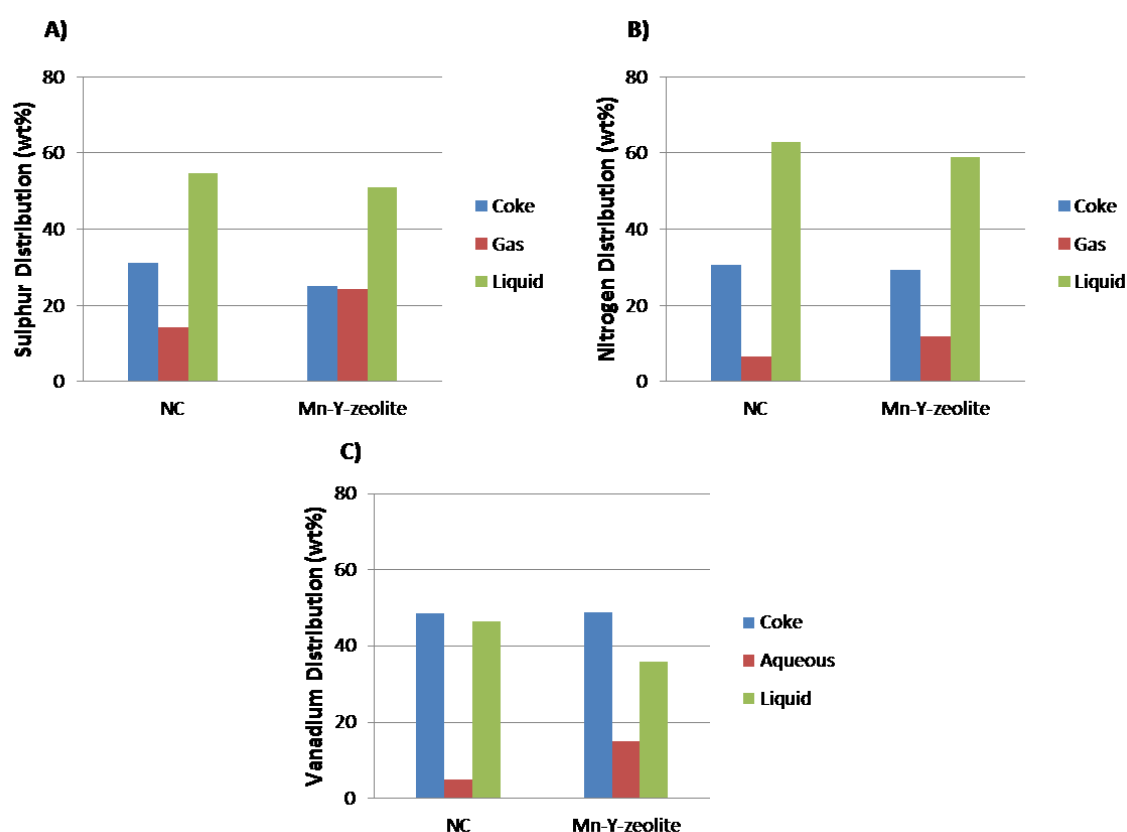 A)
Sulphur Distribution (wt%)
80
60
40
20
0
NC
Mn-Y-zeolite
Coke
Gas
Liquid
B)
Nitrogen Distribution (wt%)
80
60
40
20
0
NC
Mn-Y-zeolite
Coke
Gas
Liquid
C)
Vanadium Distribution (wt%)
80
60
40
20
0
NC
Mn-Y-zeolite
Coke
Aqueous
Liquid